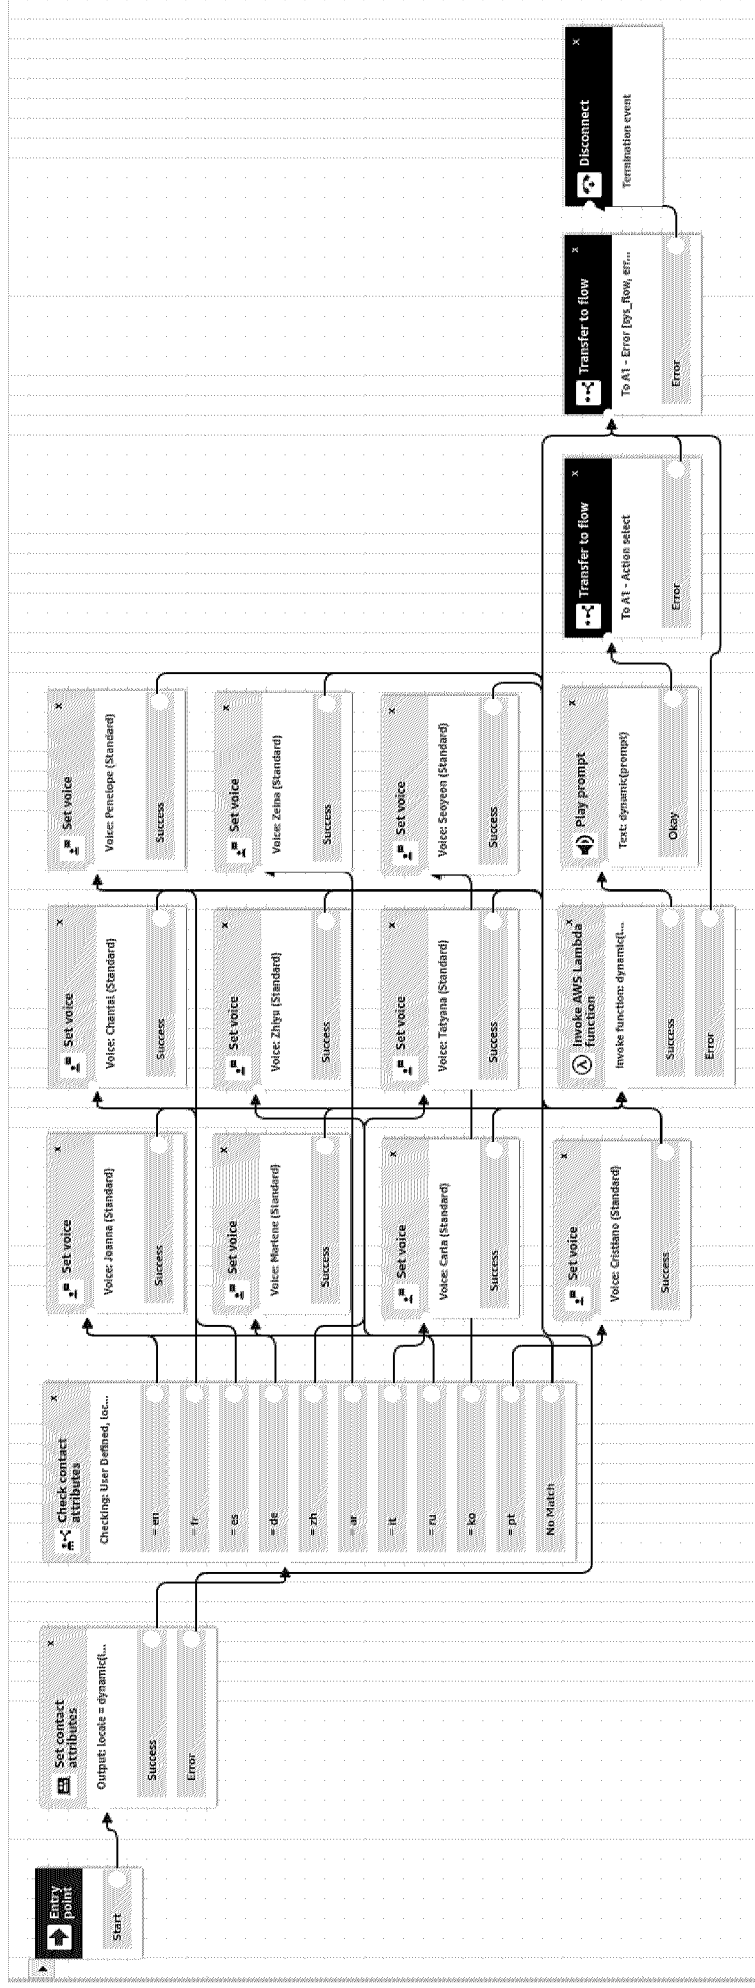 Entry
point
Start
Set contact
attributes
x
Output: locale = dynamic(l...
Success
Error
Check contact
attributes
x
Checking: User Defined, loc...
= en
= fr
= es
= de
= zh
= ar
= it
= ru
= ko
= pt
No Match
Set voice
x
Voice: Joanna (Standard)
Success
Set voice
x
Voice: Marlene (Standard)
Success
Set voice
x
Voice: Carla (Standard)
Success
Set voice
x
Voice: Cristiano (Standard)
Success
Set voice
x
Voice: Chantal (Standard)
Success
Set voice
x
Voice: Zhiyu (Standard)
Success
Set voice
x
Voice: Tatyana (Standard)
Success
Invoke AWS Lambda
function
x
Invoke function: dynamic(l...
Success
Error
Set voice
x
Voice: Penelope (Standard)
Success
Set voice
x
Voice: Zeina (Standard)
Success
Set voice
x
Voice: Seoyeon (Standard)
Success
Play prompt
x
Text: dynamic(prompt)
Okay
Transfer to flow
x
To A1 - Action select
Error
Transfer to flow
x
To A1 - Error [sys_flow, err...
Error
Disconnect
x
Termination event